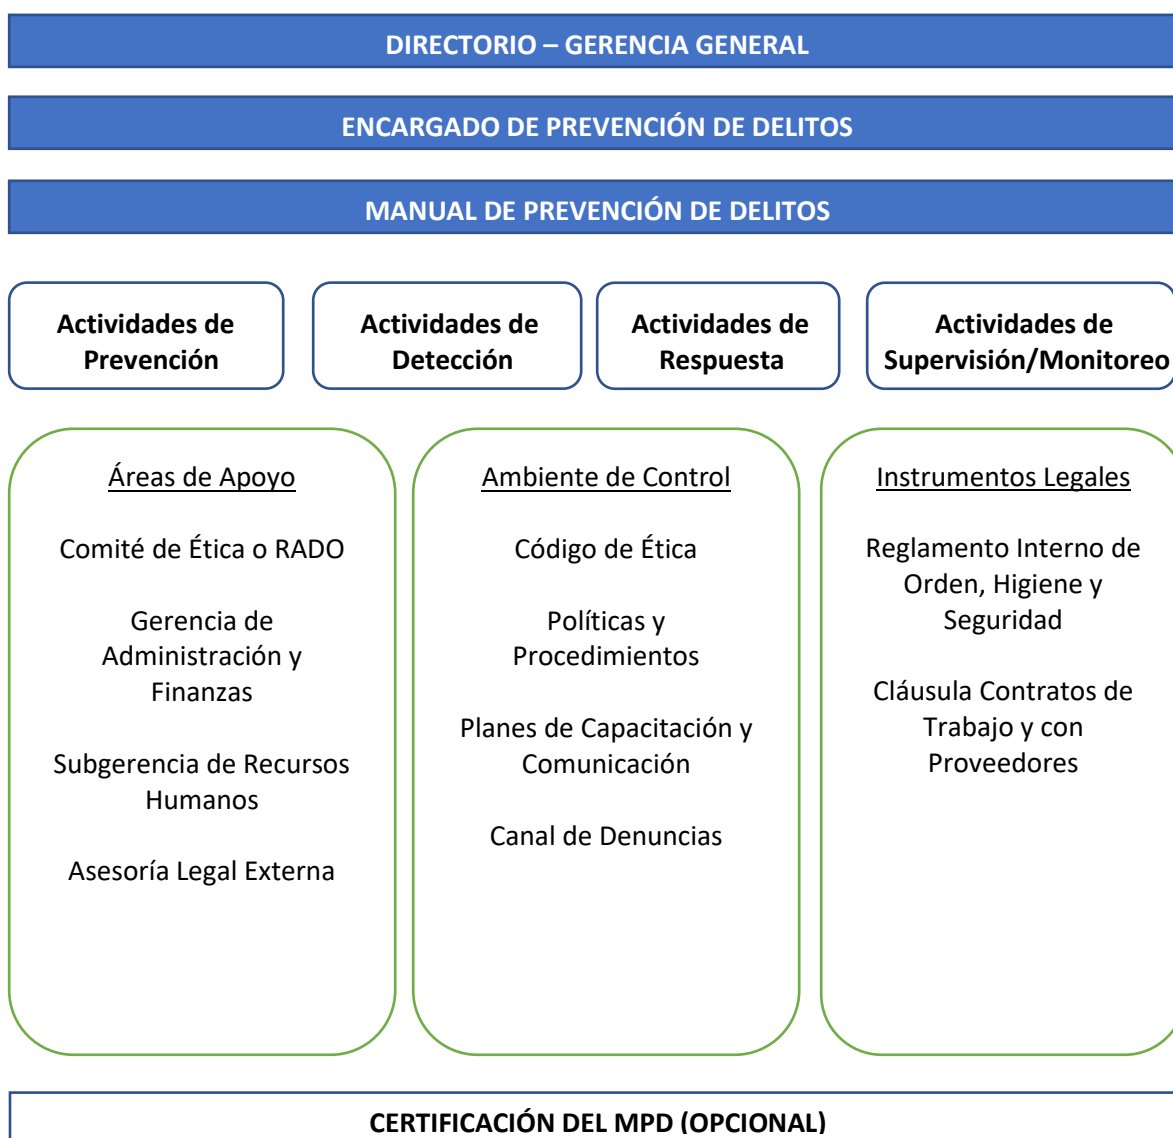 DIRECTORIO – GERENCIA GENERAL
ENCARGADO DE PREVENCIÓN DE DELITOS
MANUAL DE PREVENCIÓN DE DELITOS
Actividades de
Prevención
Actividades de
Detección
Actividades de
Respuesta
Actividades de
Supervisión/Monitoreo
Áreas de Apoyo
Comité de Ética o RADO
Gerencia de
Administración y
Finanzas
Subgerencia de Recursos
Humanos
Asesoría Legal Externa
Ambiente de Control
Código de Ética
Políticas y
Procedimientos
Planes de Capacitación y
Comunicación
Canal de Denuncias
Instrumentos Legales
Reglamento Interno de
Orden, Higiene y
Seguridad
Cláusula Contratos de
Trabajo y con
Proveedores
CERTIFICACIÓN DEL MPD (OPCIONAL)